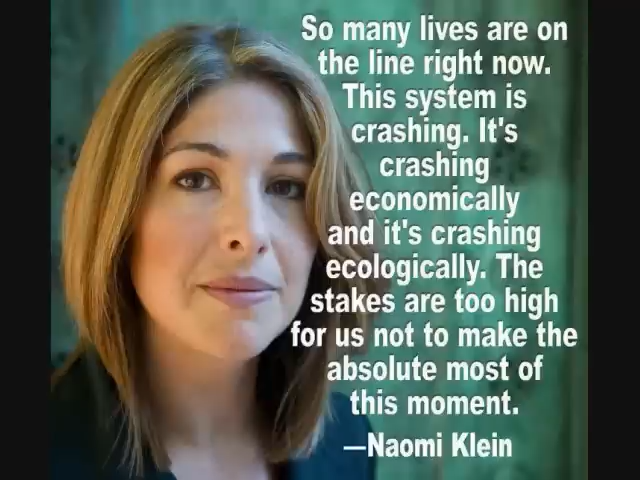 So many lives are on
the line right now.
This system is
crashing. It's
crashing
economically
and it's crashing
ecologically. The
stakes are too high
for us not to make the
absolute most of
this moment.
—Naomi Klein